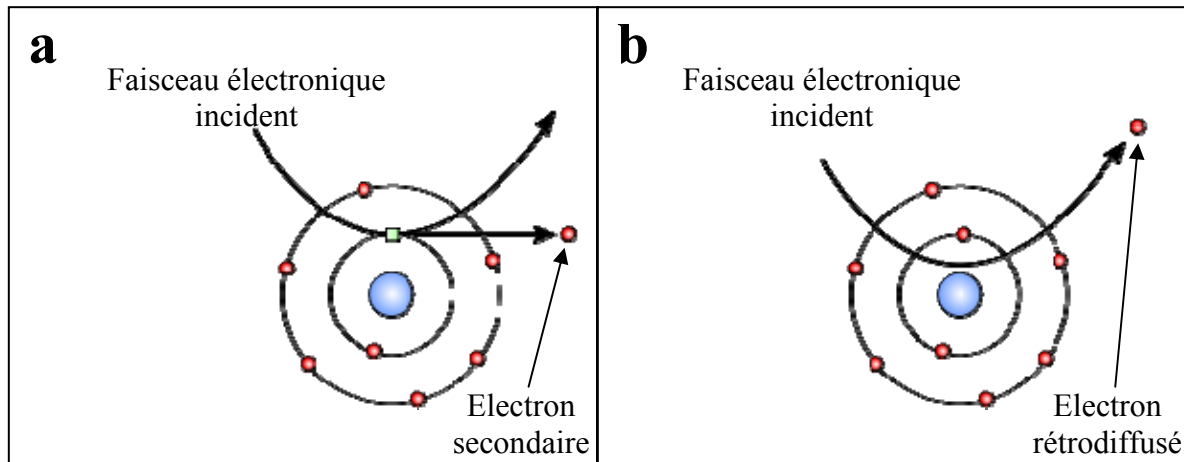 a
Faisceau électronique
incident
Electron
secondaire
b
Faisceau électronique
incident
Electron
rétrodiffusé